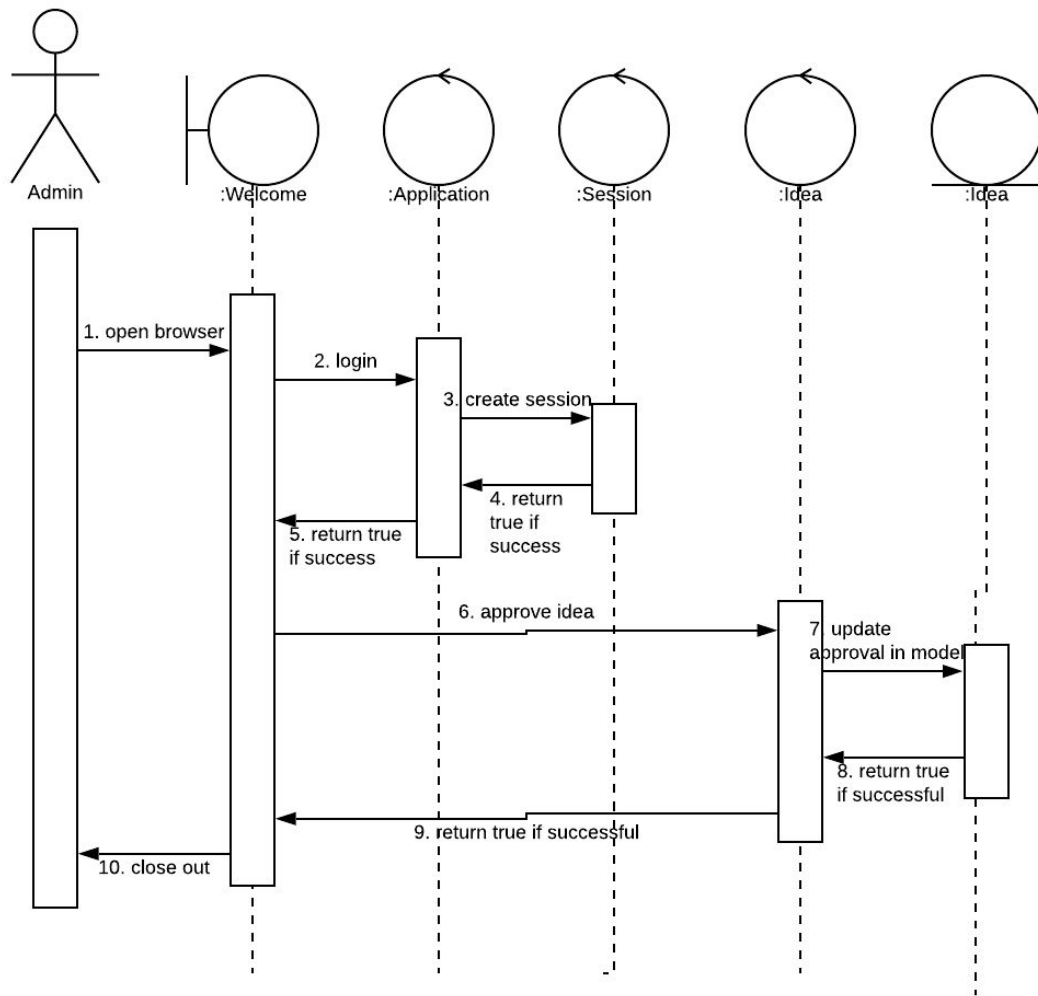 Admin
:Welcome
:Application
:Session
:Idea
:Idea
1. open browser
2. login
3. create session
4. return
true if
success
5. return true
if success
6. approve idea
7. update
approval in model
8. return true
if successful
9. return true if successful
10. close out